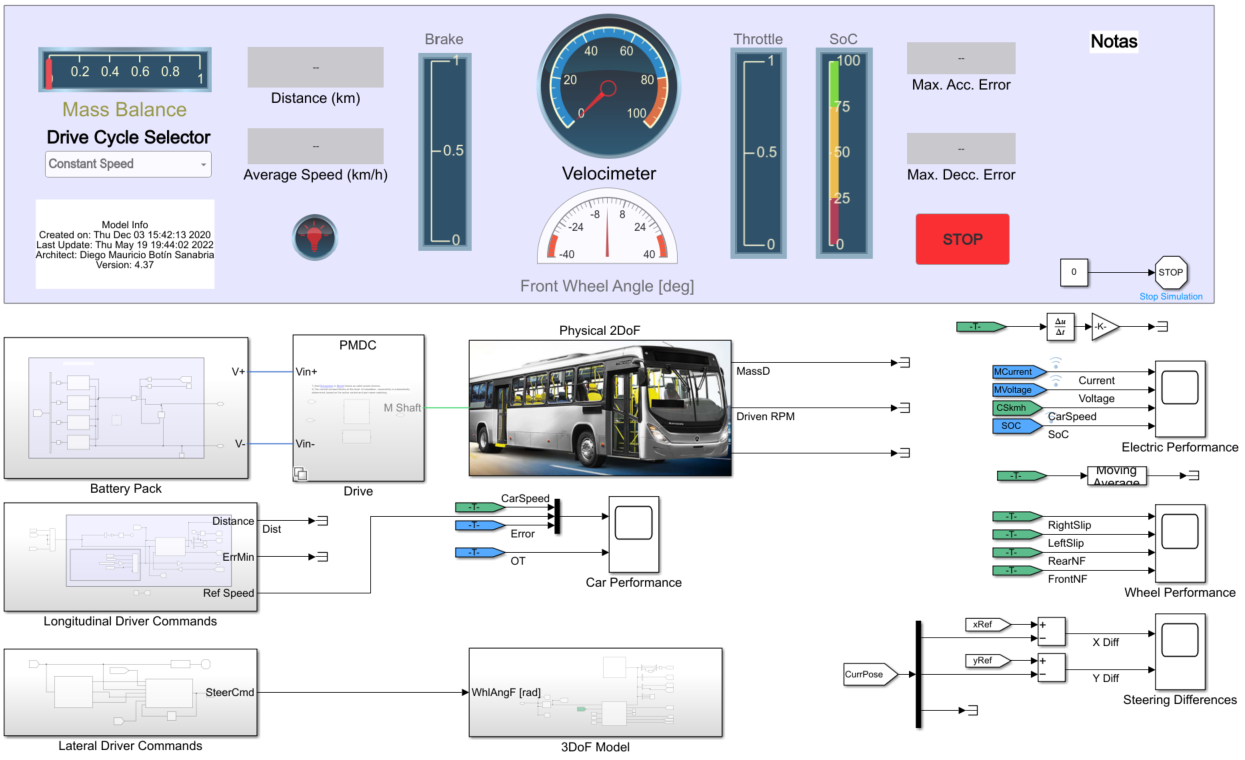 Notas
Brake
Throttle
SoC
0 0.2 0.4 0.6 0.8 1
Mass Balance
Drive Cycle Selector
Constant Speed
--
Distance (km)
--
Average Speed (km/h)
1
0.5
0
0 20 40 60 80 100
Velocimeter
-40 -24 -8 8 24 40
Front Wheel Angle [deg]
1
0.5
0
100
75
50
25
0
--
Max. Acc. Error
--
Max. Decc. Error
STOP
0
STOP
Stop Simulation
Model Info
Created on: Thu Dec 03 15:42:13 2020
Last Update: Thu May 19 19:44:02 2022
Architect: Diego Mauricio Botín Sanabria
Version: 4.37
V+
V-
Battery Pack
PMDC
Vin+
M Shaft
Vin-
Drive
Physical 2DoF
MassD
Driven RPM
-T-
Δu
Δt
-K-
MCurrent
Current
MVoltage
Voltage
CSkmh
CarSpeed
SOC
SoC
Electric Performance
-T-
Moving
Average
Distance
Dist
ErrMin
Ref Speed
Longitudinal Driver Commands
-T-
CarSpeed
-T-
Error
-T-
OT
Car Performance
-T-
RightSlip
-T-
LeftSlip
-T-
RearNF
-T-
FrontNF
Wheel Performance
SteerCmd
Lateral Driver Commands
WhlAngF [rad]
3DoF Model
CurrPose
xRef
+
−
X Diff
yRef
+
−
Y Diff
Steering Differences